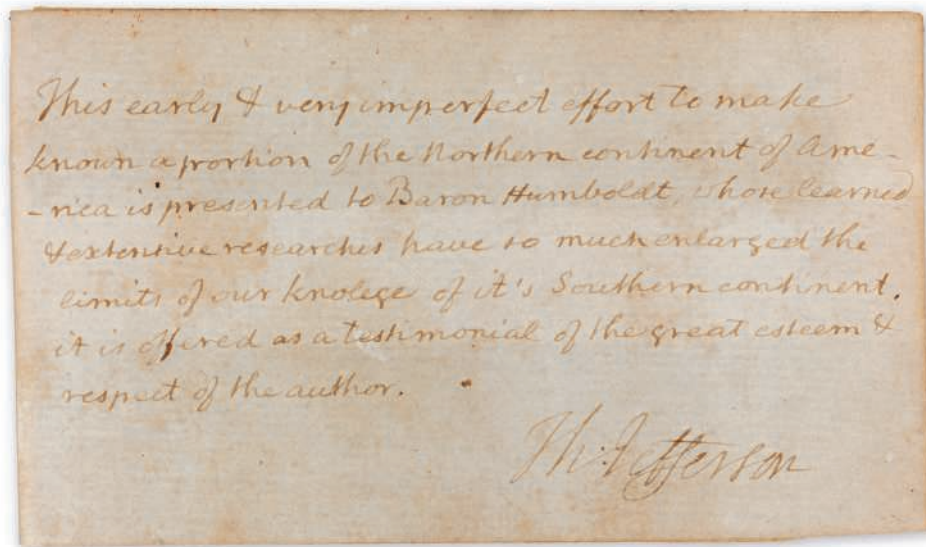 This early & very imperfect effort to make
known a portion of the Northern continent of Ame-
-rica is presented to Baron Humboldt, whose learned
& extensive researches have so much enlarged the
limits of our knolege of it's Southern continent.
it is offered as a testimonial of the great esteem &
respect of the author.
Th: Jefferson